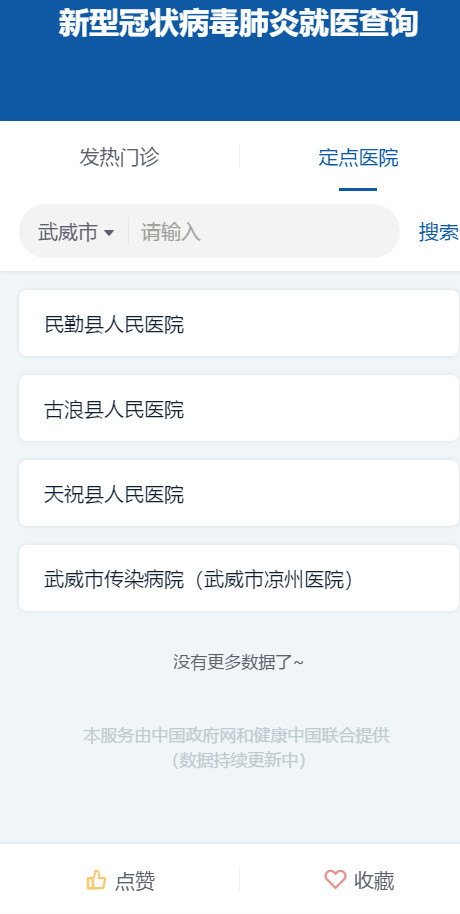 新型冠状病毒肺炎就医查询
发热门诊
定点医院
武威市
请输入
搜索
民勤县人民医院
古浪县人民医院
天祝县人民医院
武威市传染病院（武威市凉州医院）
没有更多数据了~
本服务由中国政府网和健康中国联合提供
（数据持续更新中）
点赞
收藏